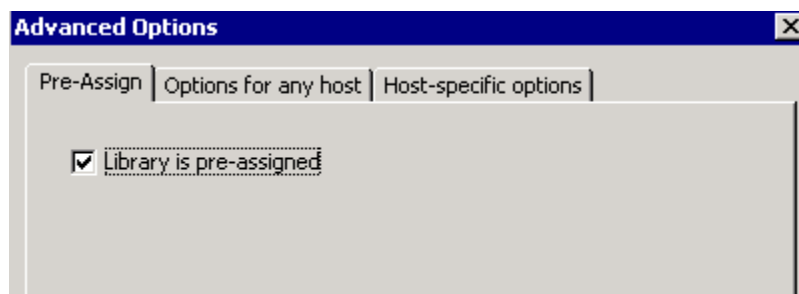 Advanced Options
Pre-Assign Options for any host Host-specific options
Library is pre-assigned